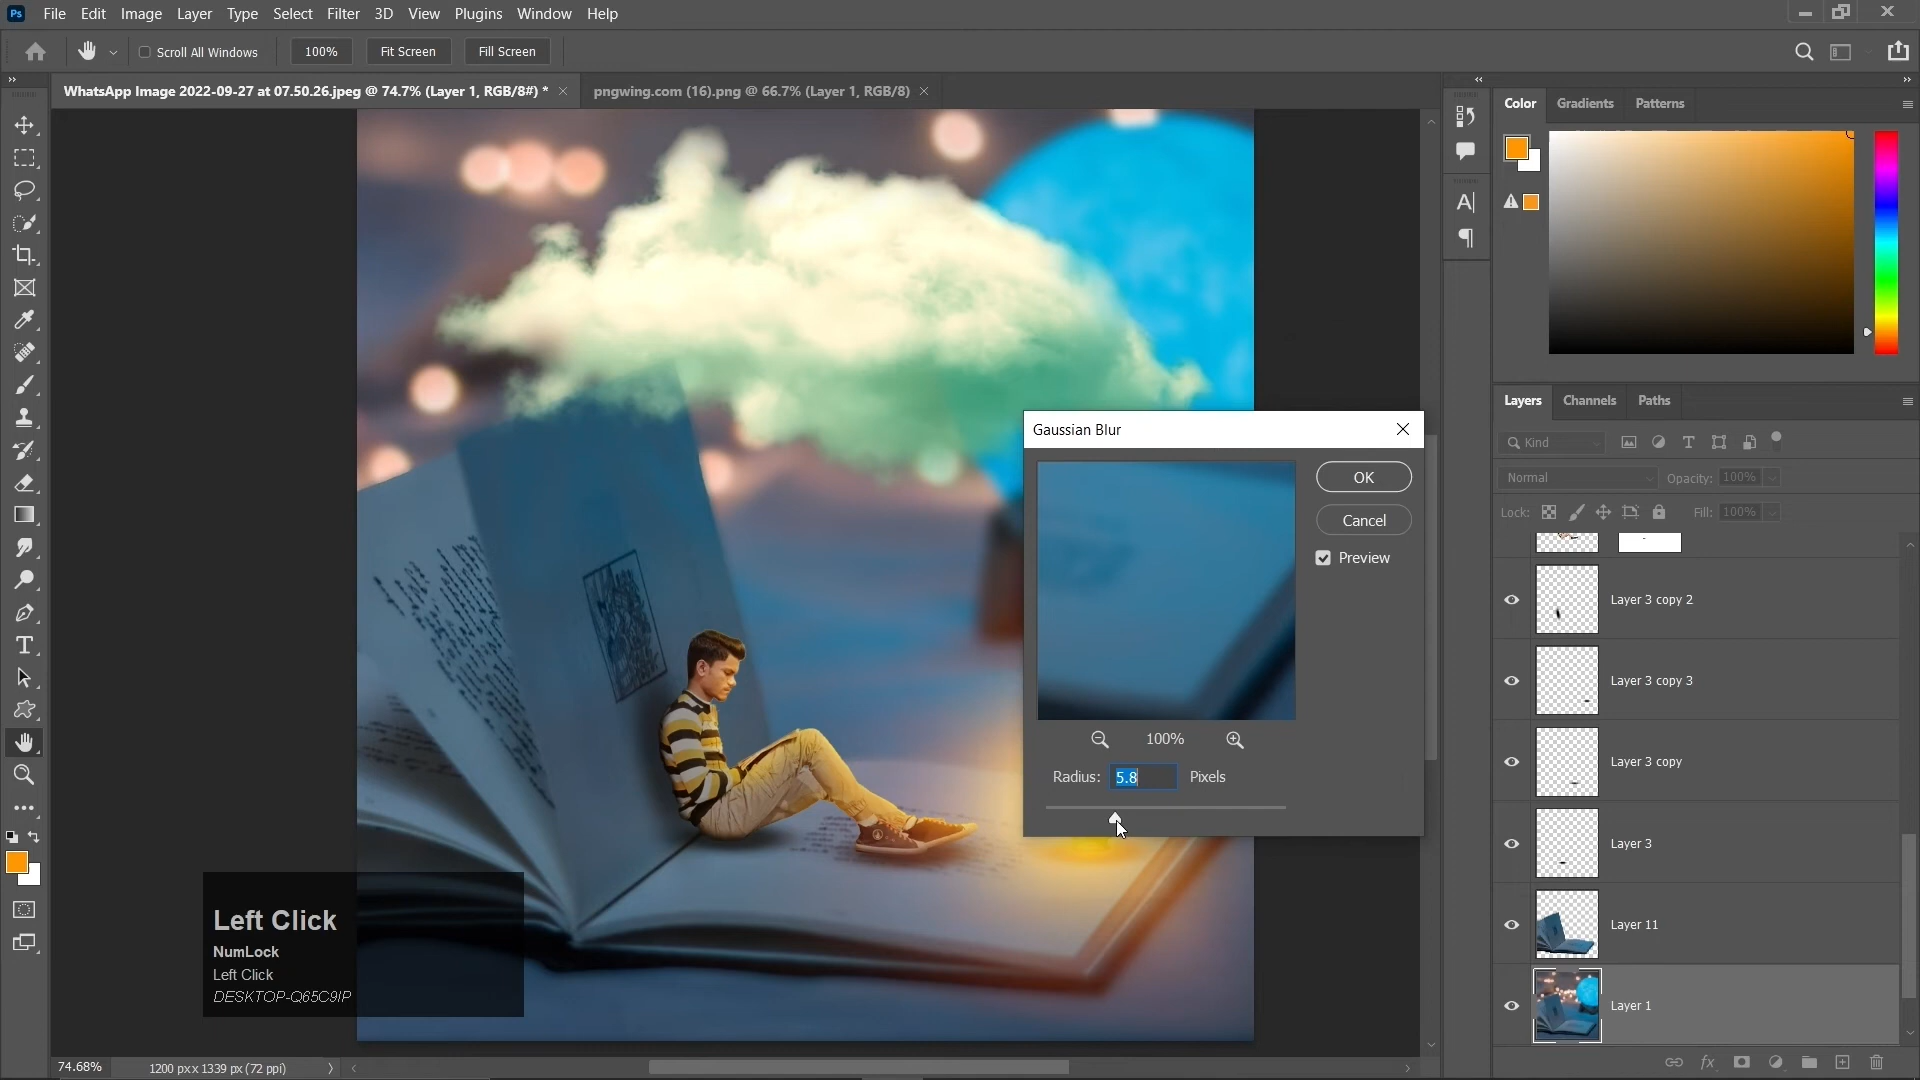 Ps File Edit Image Layer Type Select Filter 3D View Plugins Window Help
Scroll All Windows 100% Fit Screen Fill Screen
WhatsApp Image 2022-09-27 at 07.50.26.jpeg @ 74.7% (Layer 1, RGB/8#) *
pngwing.com (16).png @ 66.7% (Layer 1, RGB/8)
Color Gradients Patterns
Layers Channels Paths
Kind
Normal Opacity: 100%
Lock: Fill: 100%
Layer 3 copy 2
Layer 3 copy 3
Layer 3 copy
Layer 3
Layer 11
Layer 1
Gaussian Blur
OK
Cancel
Preview
100%
Radius: 5.8 Pixels
Left Click
NumLock
Left Click
DESKTOP-Q65C9IP
74.68% 1200 px x 1339 px (72 ppi)